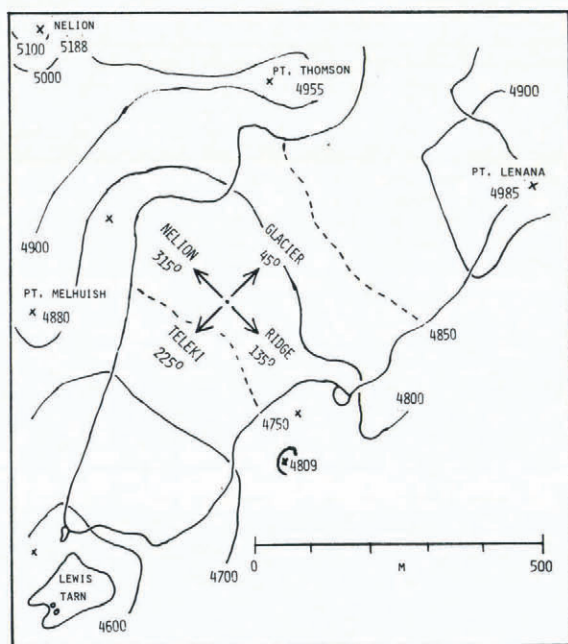 NELION
5100 5188
5000
PT. THOMSON
4955
4900
PT. LENANA
4985
4900
NELION
315°
GLACIER
45°
PT. MELHUISH
4880
TELEKI
225°
RIDGE
135°
4850
4800
4750
4809
4700
LEWIS
TARN
4600
0 M 500